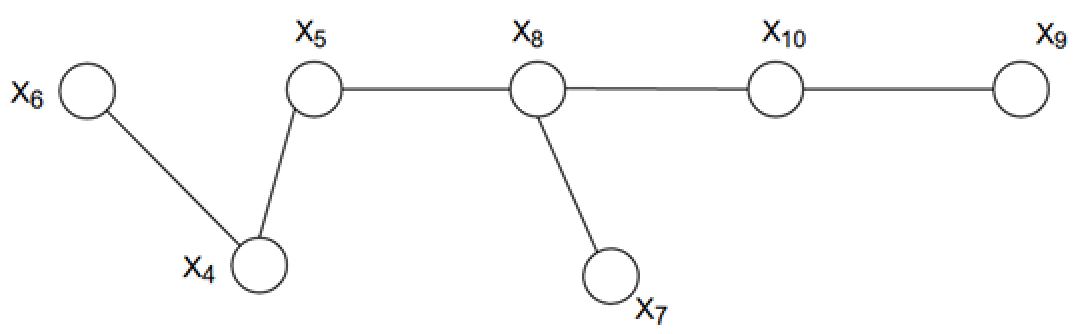 x₅ x₈ x₁₀ x₉
x₆
x₄
x₇